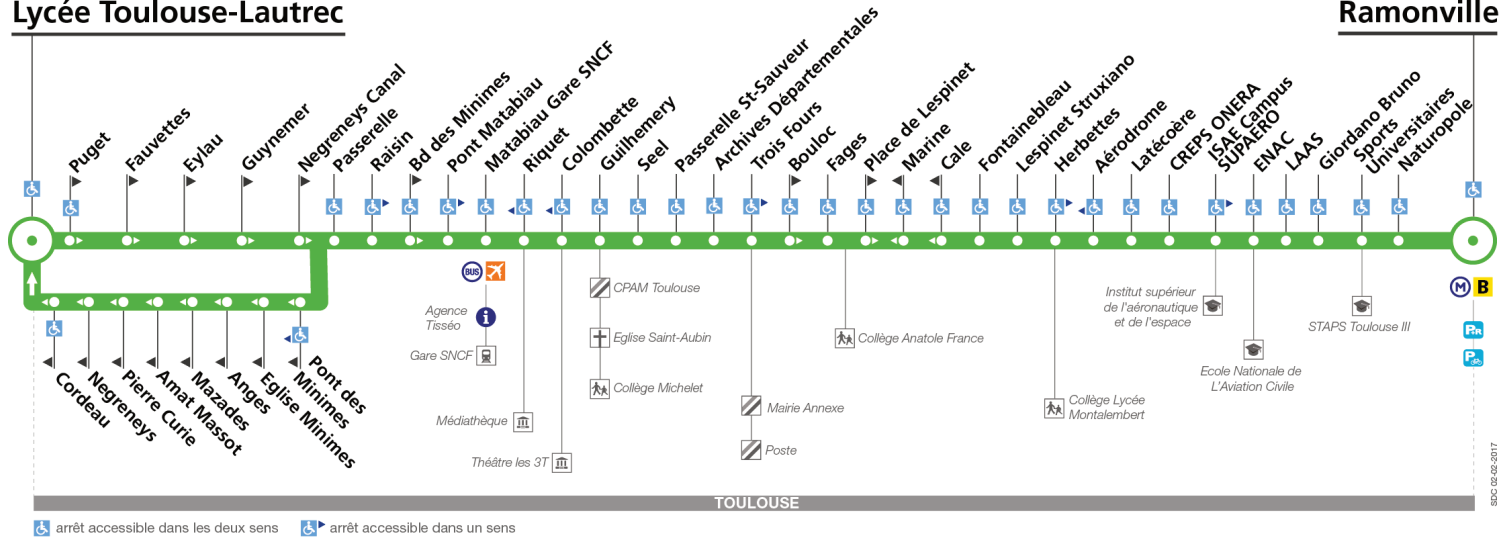 Lycée Toulouse-Lautrec
Ramonville
Puget
Fauvettes
Eylau
Guynemer
Negreneys Canal
Passerelle
Raisin
Bd des Minimes
Pont Matabiau
Matabiau Gare SNCF
Riquet
Colombette
Guilhemery
Seel
Passerelle St-Sauveur
Archises Départementales
Trois Fours
Bouloc
Fages
Place de Lespinet
Marine
Cale
Fontainebleau
Lespinet Struxiano
Herbettes
Aérodrome
Latécoère
CREPS ONERA
ISAE Campus
SUPAERO
ENAC
LAAS
Giordano Bruno
Sports
Universitaires
Naturopole
Cordeau
Negreneys
Pierre Curie
Amat Massot
Mazades
Anges
Eglise Minimes
Pont des
Minimes
BUS
Agence
Tisséo
i
Gare SNCF
Médiathèque
Théâtre les 3T
CPAM Toulouse
Eglise Saint-Aubin
Collège Michelet
Mairie Annexe
Poste
Collège Anatole France
Collège Lycée
Montalembert
Institut supérieur
de l'aéronautique
et de l'espace
Ecole Nationale de
L'Aviation Civile
STAPS Toulouse III
M B
P+R
P
TOULOUSE
SDC 02-02-2017
arrêt accessible dans les deux sens
arrêt accessible dans un sens